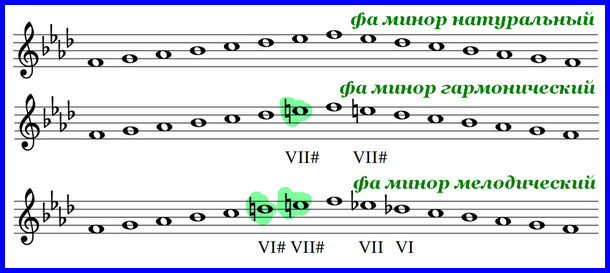 фа минор натуральный
фа минор гармонический
VII# VII#
фа минор мелодический
VI# VII# VII VI